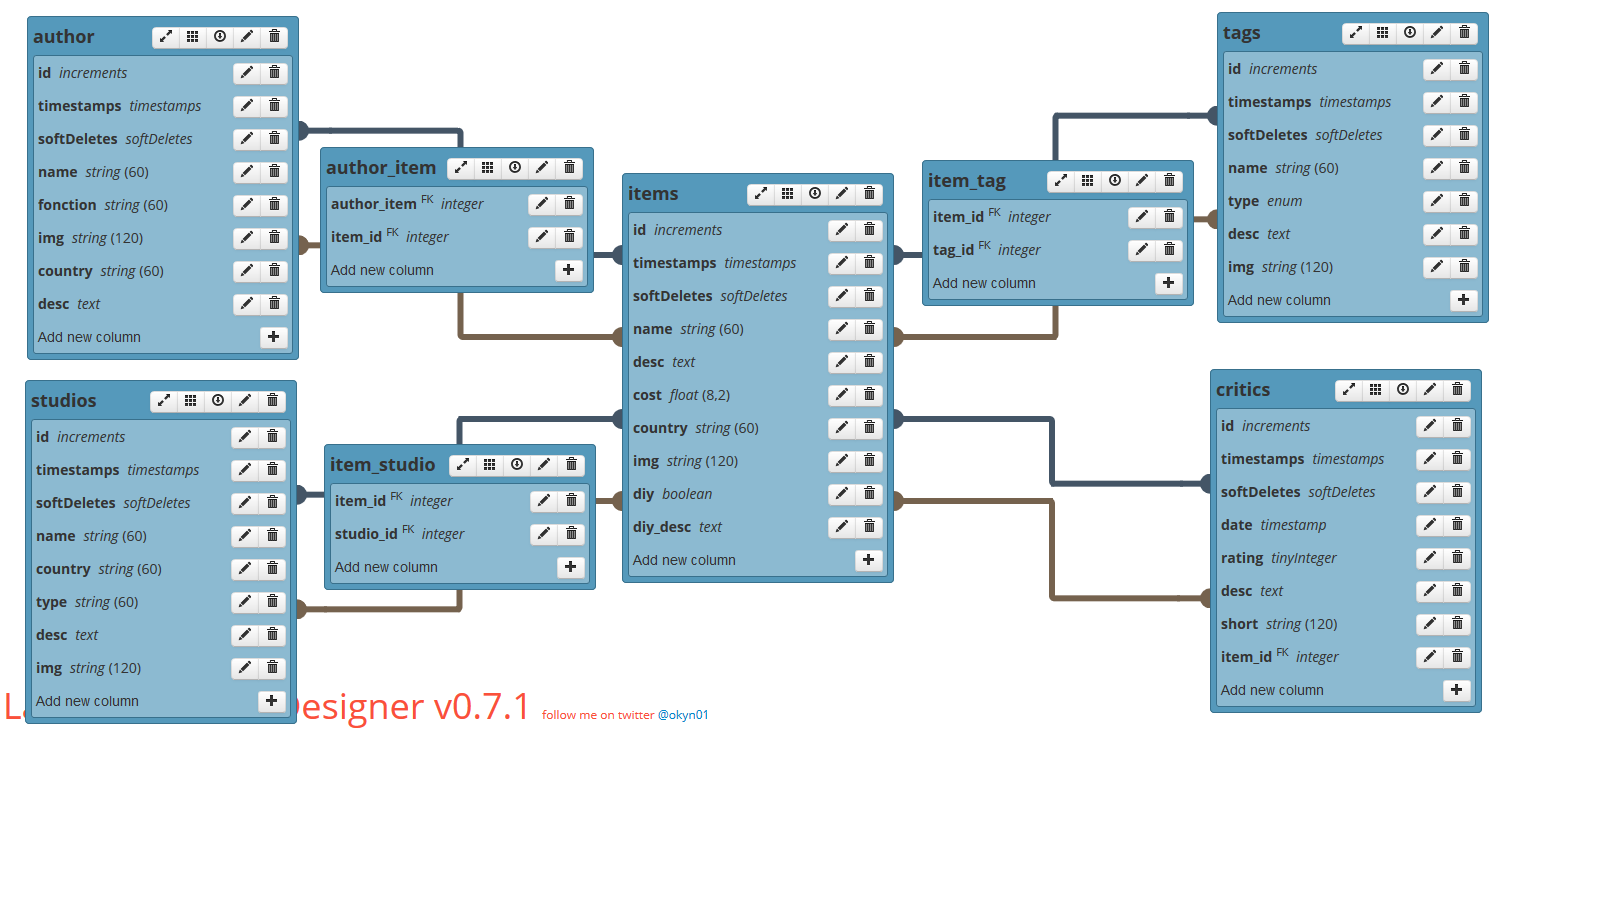 author
id increments
timestamps timestamps
softDeletes softDeletes
name string (60)
fonction string (60)
img string (120)
country string (60)
desc text
Add new column
studios
id increments
timestamps timestamps
softDeletes softDeletes
name string (60)
country string (60)
type string (60)
desc text
img string (120)
Add new column
author_item
author_item FK integer
item_id FK integer
Add new column
item_studio
item_id FK integer
studio_id FK integer
Add new column
items
id increments
timestamps timestamps
softDeletes softDeletes
name string (60)
desc text
cost float (8,2)
country string (60)
img string (120)
diy boolean
diy_desc text
Add new column
item_tag
item_id FK integer
tag_id FK integer
Add new column
tags
id increments
timestamps timestamps
softDeletes softDeletes
name string (60)
type enum
desc text
img string (120)
Add new column
critics
id increments
timestamps timestamps
softDeletes softDeletes
date timestamp
rating tinyInteger
desc text
short string (120)
item_id FK integer
Add new column
esigner v0.7.1 follow me on twitter @okyn01